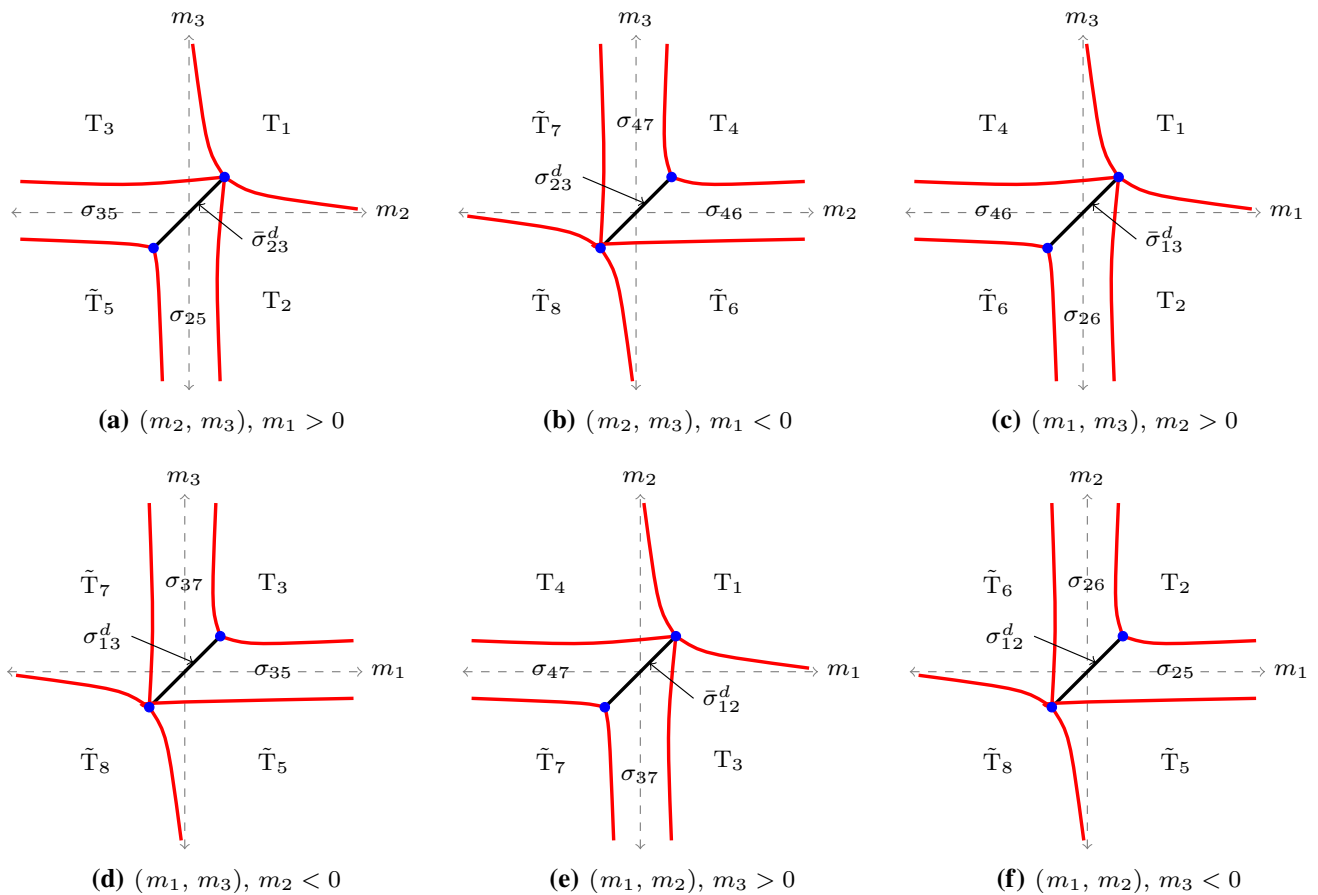 m₃
T₃ T₁
σ₃₅ m₂
σ̄ᵈ₂₃
T̃₅ σ₂₅ T₂
(a) (m₂, m₃), m₁ > 0
m₃
T̃₇ σ₄₇ T₄
σᵈ₂₃
σ₄₆ m₂
T̃₈ T̃₆
(b) (m₂, m₃), m₁ < 0
m₃
T₄ T₁
σ₄₆ m₁
σ̄ᵈ₁₃
T̃₆ σ₂₆ T₂
(c) (m₁, m₃), m₂ > 0
m₃
T̃₇ σ₃₇ T₃
σᵈ₁₃
σ₃₅ m₁
T̃₈ T̃₅
(d) (m₁, m₃), m₂ < 0
m₂
T₄ T₁
σ₄₇ m₁
σ̄ᵈ₁₂
T̃₇ σ₃₇ T₃
(e) (m₁, m₂), m₃ > 0
m₂
T̃₆ σ₂₆ T₂
σᵈ₁₂
σ₂₅ m₁
T̃₈ T̃₅
(f) (m₁, m₂), m₃ < 0